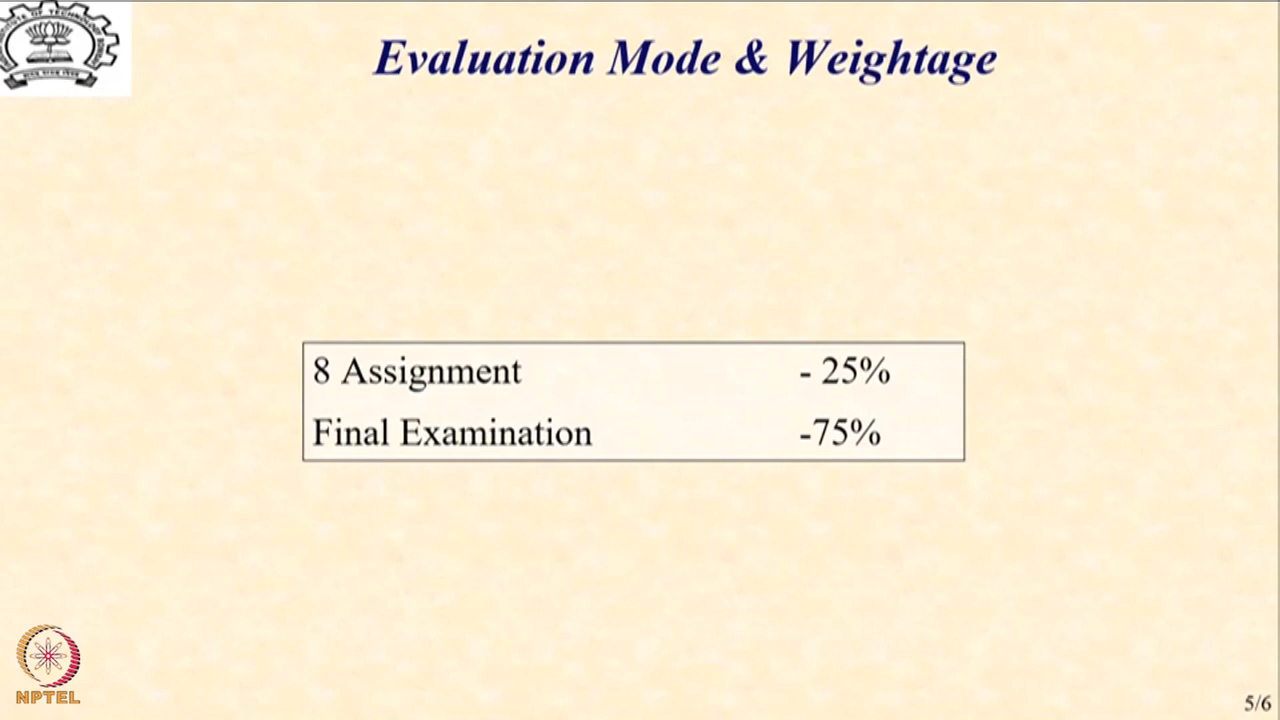 Evaluation Mode & Weightage
8 Assignment - 25%
Final Examination -75%
NPTEL
5/6